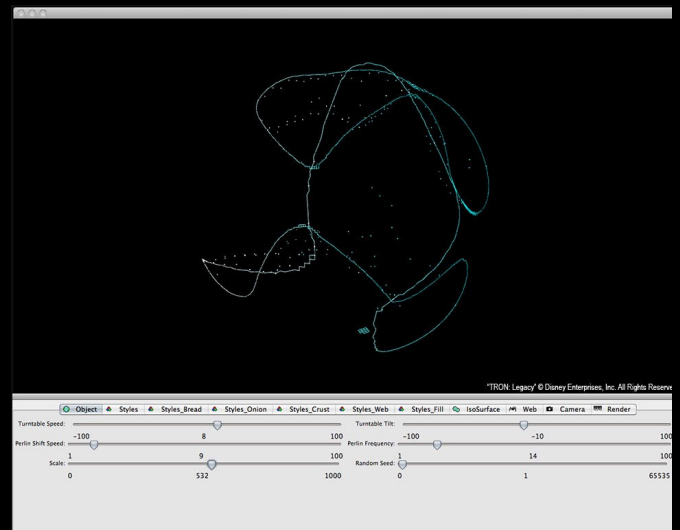 "TRON: Legacy" © Disney Enterprises, Inc. All Rights Reserve
Object Styles Styles_Bread Styles_Onion Styles_Crust Styles_Web Styles_Fill IsoSurface Web Camera Render
Turntable Speed: Turntable Tilt:
-100 8 100 -100 -10 100
Perlin Shift Speed: Perlin Frequency:
1 9 100 1 14 100
Scale: Random Seed:
0 532 1000 0 1 65535